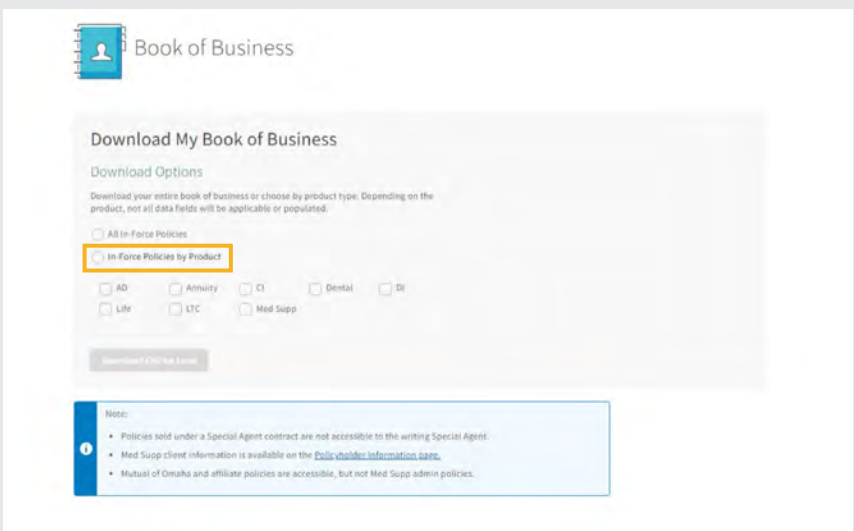 Book of Business
Download My Book of Business
Download Options
Download your entire book of business or choose by product type. Depending on the
product, not all data fields will be applicable or populated.
All In-Force Policies
In-Force Policies by Product
AD Annuity CI Dental DI
Life LTC Med Supp
Download
Note:
Policies sold under a Special Agent contract are not accessible to the writing Special Agent.
Med Supp client information is available on the Policyholder Information page.
Mutual of Omaha and affiliate policies are accessible, but not Med Supp admin policies.